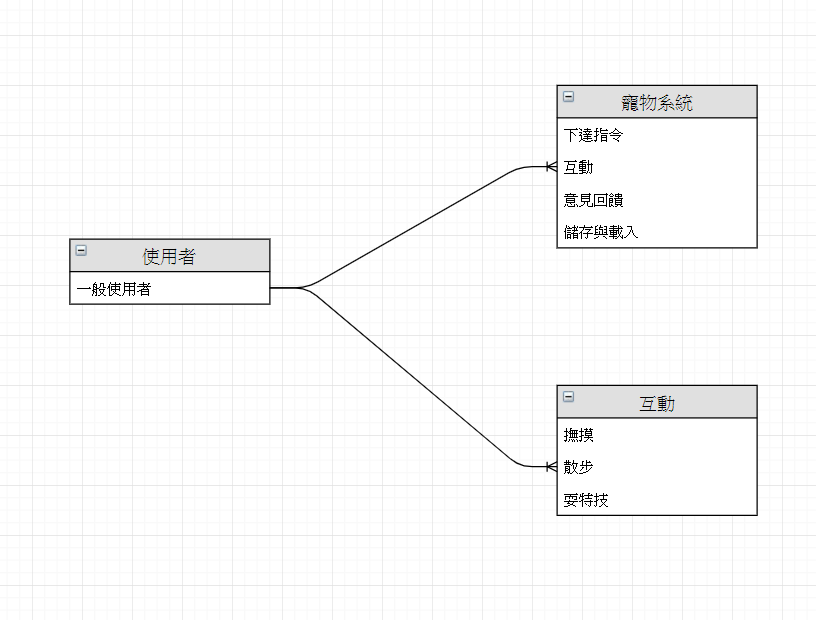 寵物系統
下達指令
互動
意見回饋
儲存與載入
使用者
一般使用者
互動
撫摸
散步
耍特技